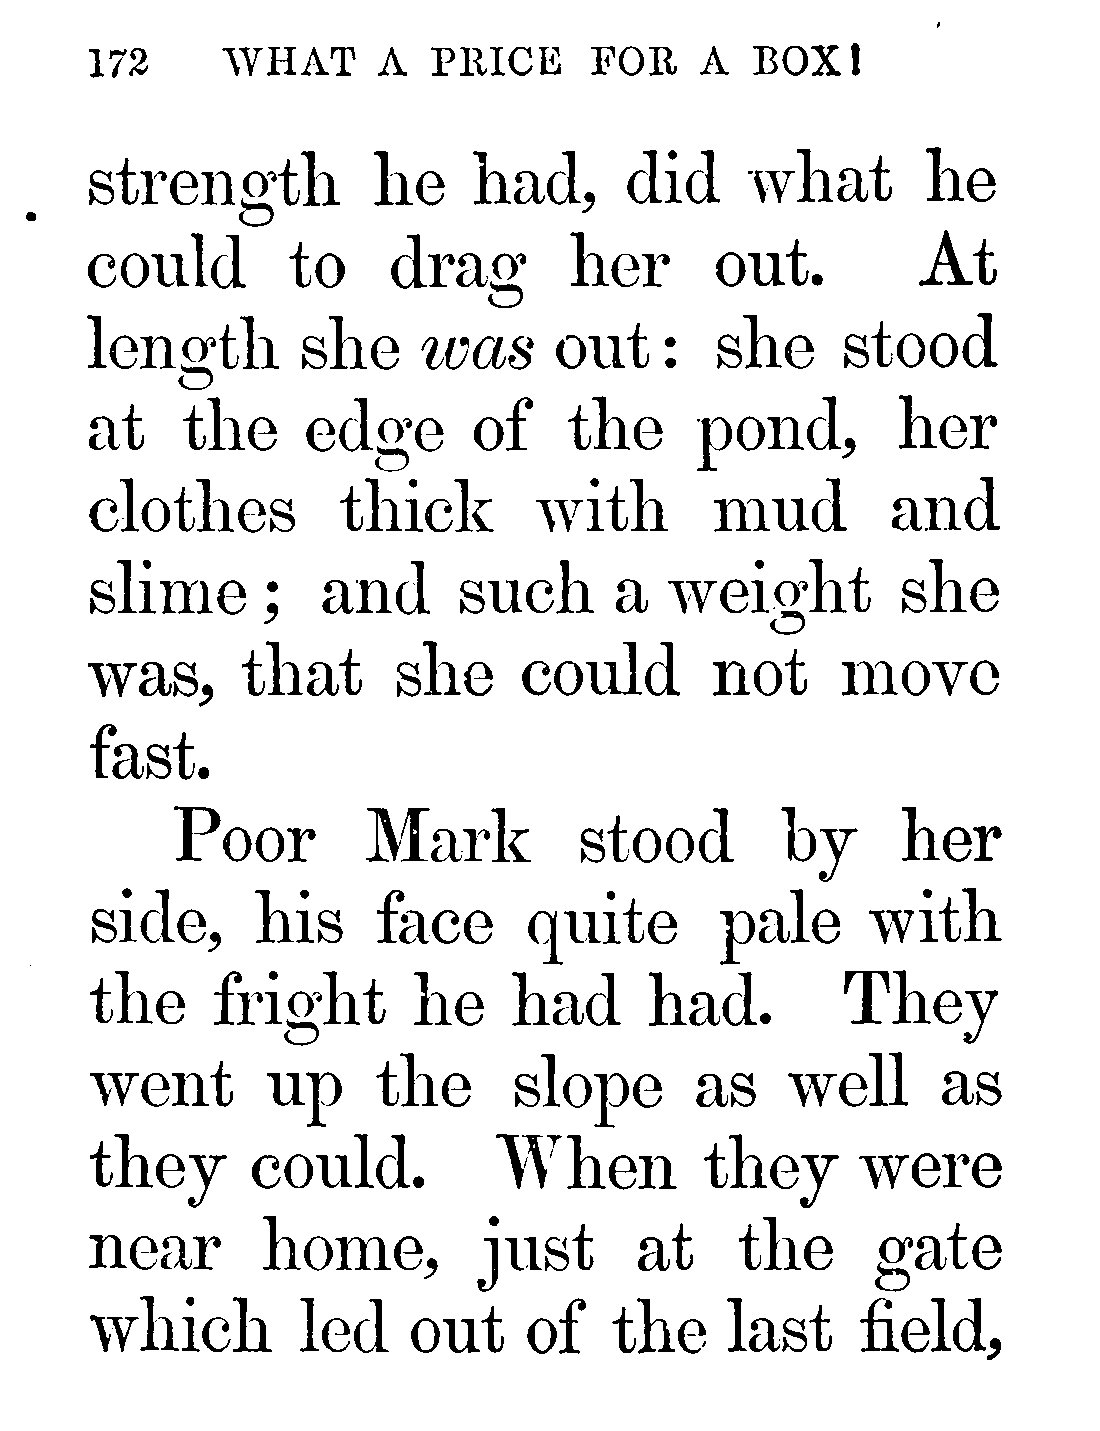 172 WHAT A PRICE FOR A BOX!
strength he had, did what he
could to drag her out. At
length she was out: she stood
at the edge of the pond, her
clothes thick with mud and
slime; and such a weight she
was, that she could not move
fast.
Poor Mark stood by her
side, his face quite pale with
the fright he had had. They
went up the slope as well as
they could. When they were
near home, just at the gate
which led out of the last field,